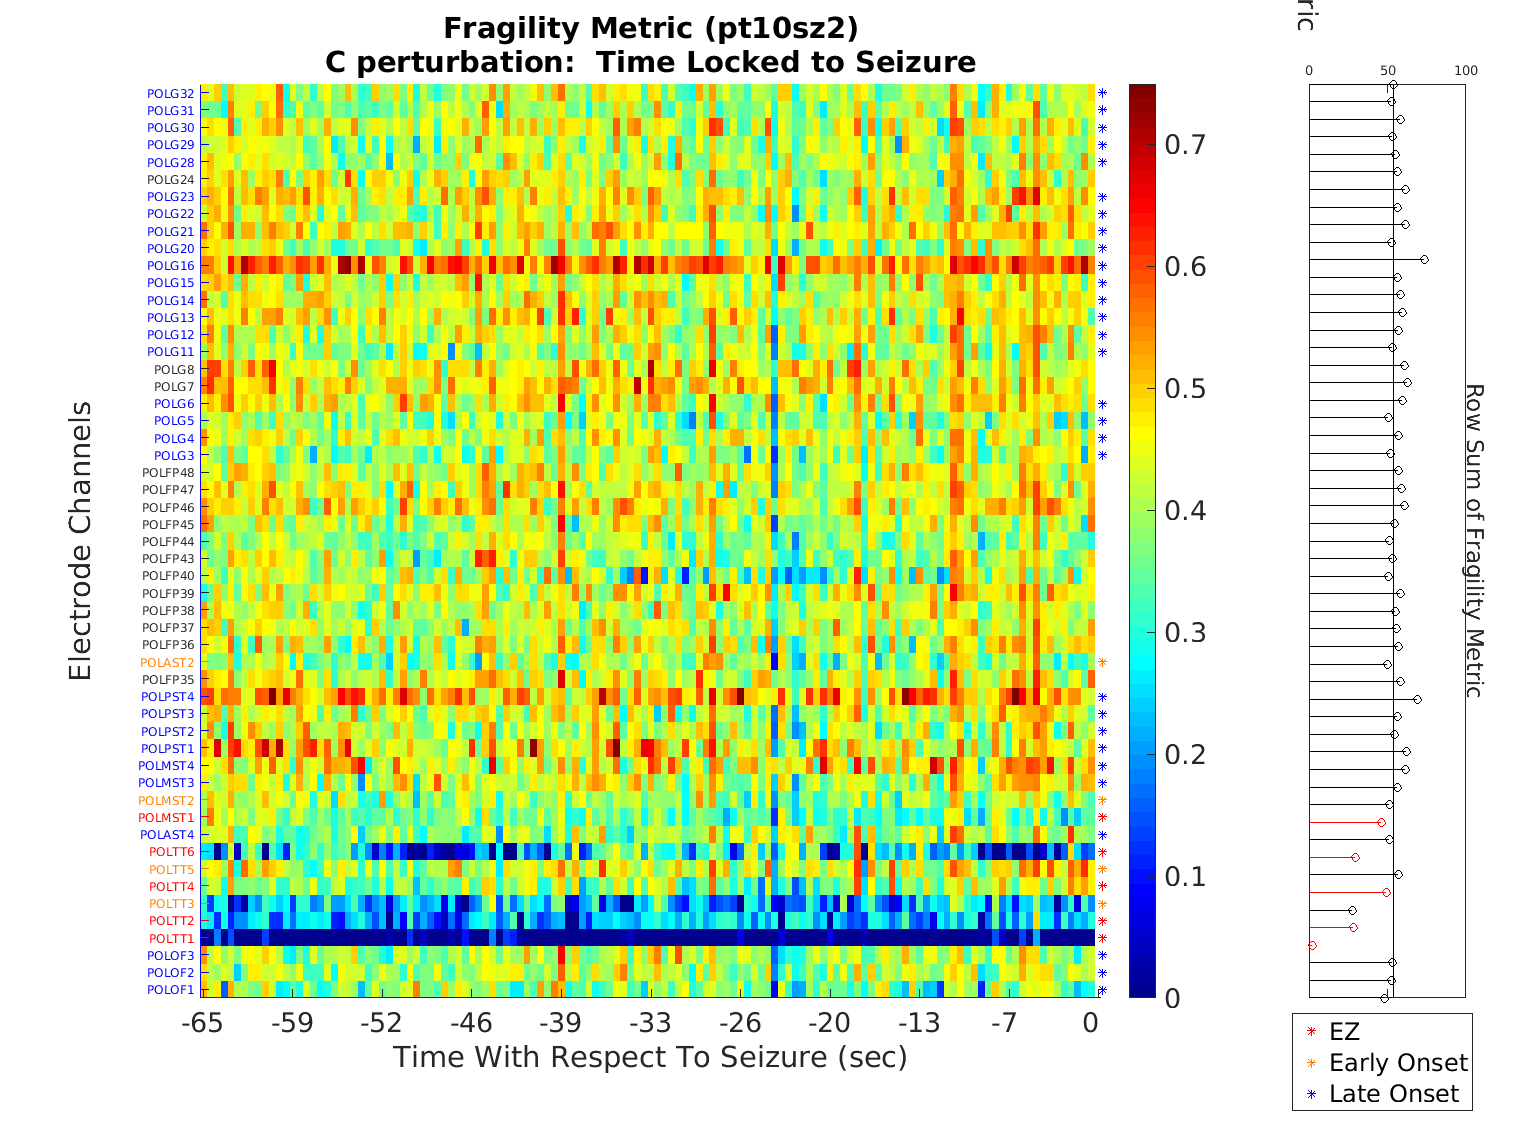 Fragility Metric (pt10sz2)
C perturbation:  Time Locked to Seizure
ric
Electrode Channels
POLG32
POLG31
POLG30
POLG29
POLG28
POLG24
POLG23
POLG22
POLG21
POLG20
POLG16
POLG15
POLG14
POLG13
POLG12
POLG11
POLG8
POLG7
POLG6
POLG5
POLG4
POLG3
POLFP48
POLFP47
POLFP46
POLFP45
POLFP44
POLFP43
POLFP40
POLFP39
POLFP38
POLFP37
POLFP36
POLAST2
POLFP35
POLPST4
POLPST3
POLPST2
POLPST1
POLMST4
POLMST3
POLMST2
POLMST1
POLAST4
POLTT6
POLTT5
POLTT4
POLTT3
POLTT2
POLTT1
POLOF3
POLOF2
POLOF1
-65 -59 -52 -46 -39 -33 -26 -20 -13 -7 0
Time With Respect To Seizure (sec)
0.7
0.6
0.5
0.4
0.3
0.2
0.1
0
0 50 100
Row Sum of Fragility Metric
EZ
Early Onset
Late Onset